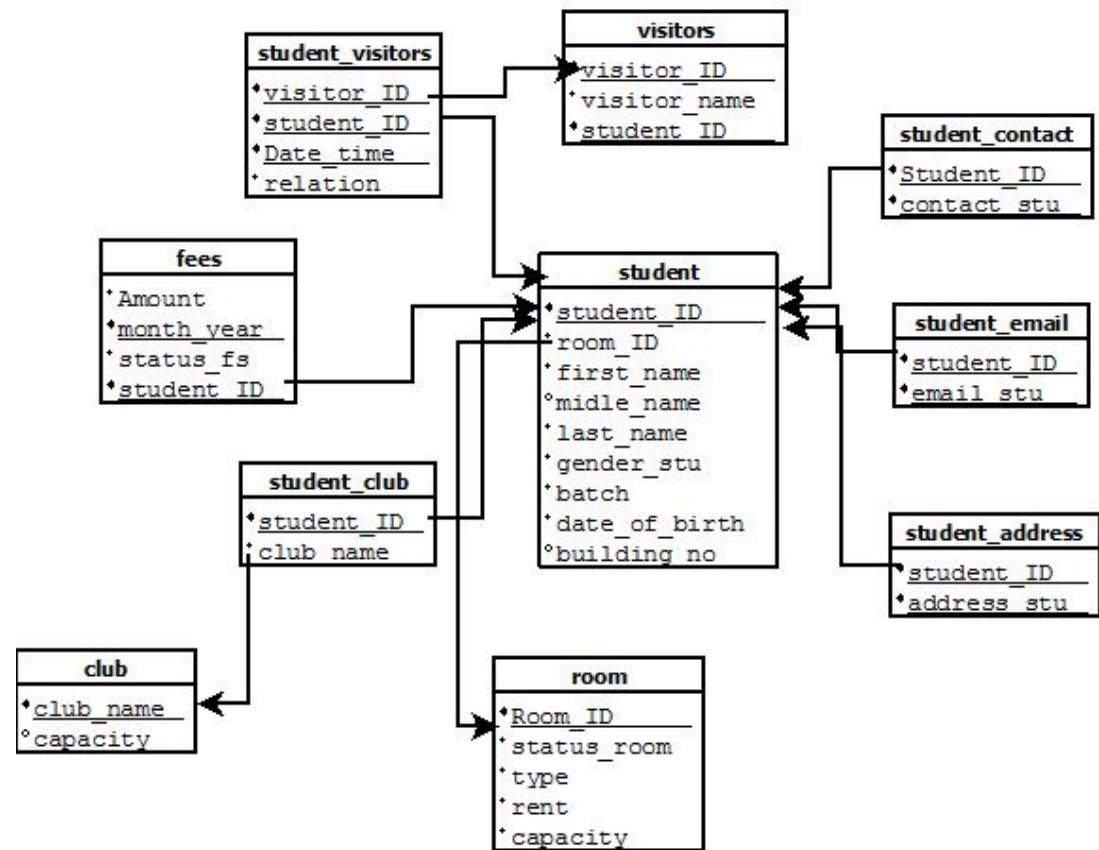 student_visitors
visitor_ID
student_ID
Date_time
relation
visitors
visitor_ID
visitor_name
student_ID
student_contact
Student_ID
contact_stu
fees
Amount
month_year
status_fs
student_ID
student
student_ID
room_ID
first_name
midle_name
last_name
gender_stu
batch
date_of_birth
building_no
student_email
student_ID
email_stu
student_club
student_ID
club_name
student_address
student_ID
address_stu
club
club_name
capacity
room
Room_ID
status_room
type
rent
capacity